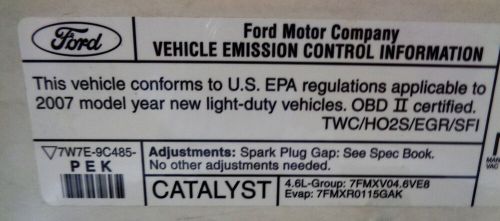 Ford
Ford Motor Company
VEHICLE EMISSION CONTROL INFORMATION
This vehicle conforms to U.S. EPA regulations applicable to
2007 model year new light-duty vehicles. OBD II certified.
TWC/HO2S/EGR/SFI
▽7W7E-9C485-
PEK
Adjustments: Spark Plug Gap: See Spec Book.
No other adjustments needed.
CATALYST
4.6L-Group: 7FMXV04.6VE8
Evap: 7FMXR0115GAK
VAC